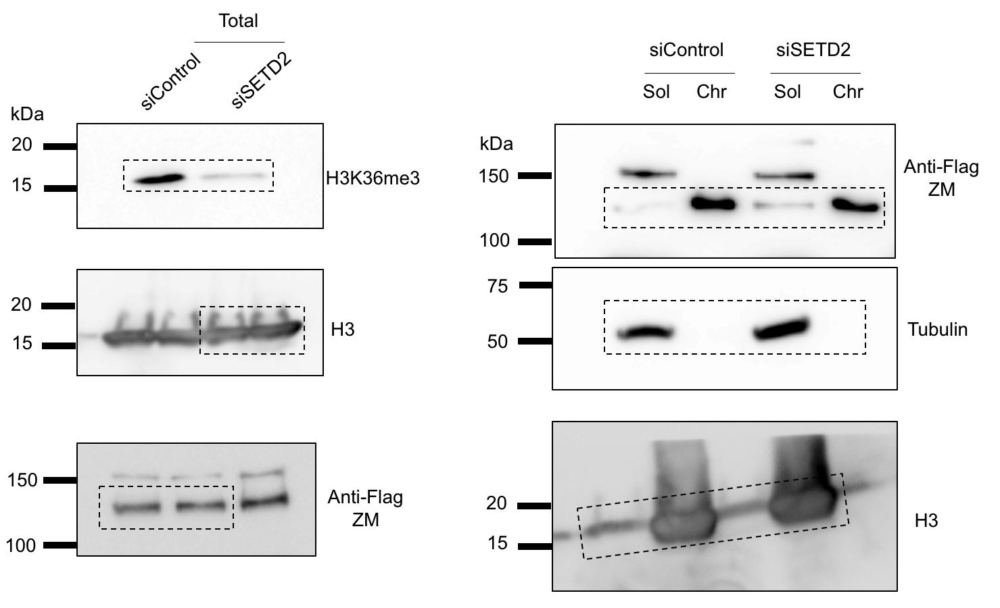 Total
siControl
siSETD2
kDa
20
15
H3K36me3
20
15
H3
150
100
Anti-Flag
ZM
siControl
siSETD2
Sol
Chr
Sol
Chr
kDa
150
100
Anti-Flag
ZM
75
50
Tubulin
20
15
H3